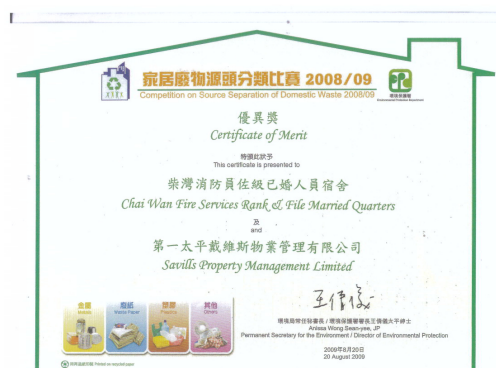 家居廢物源頭分類比賽 2008/09
Competition on Source Separation of Domestic Waste 2008/09
環境保護署
Environmental Protection Department
優異獎
Certificate of Merit
特頒此狀予
This certificate is presented to
柴灣消防員佐級已婚人員宿舍
Chai Wan Fire Services Rank & File Married Quarters
及
and
第一太平戴維斯物業管理有限公司
Savills Property Management Limited
王倩儀
環境局常任秘書長 / 環境保護署署長王倩儀太平紳士
Anissa Wong Sean-yee, JP
Permanent Secretary for the Environment / Director of Environmental Protection
2009年8月20日
20 August 2009
金屬 廢紙 塑膠 其他
Metals Waste Paper Plastics Others
Printed on recycled paper